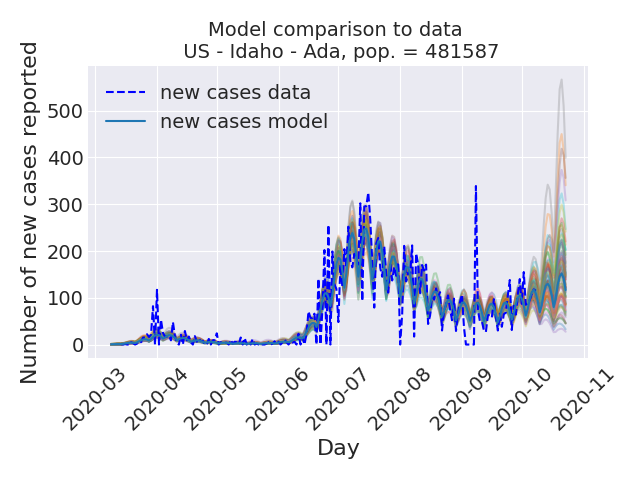 Model comparison to data
US - Idaho - Ada, pop. = 481587
new cases data
new cases model
Number of new cases reported
500
400
300
200
100
0
2020-03
2020-04
2020-05
2020-06
2020-07
2020-08
2020-09
2020-10
2020-11
Day